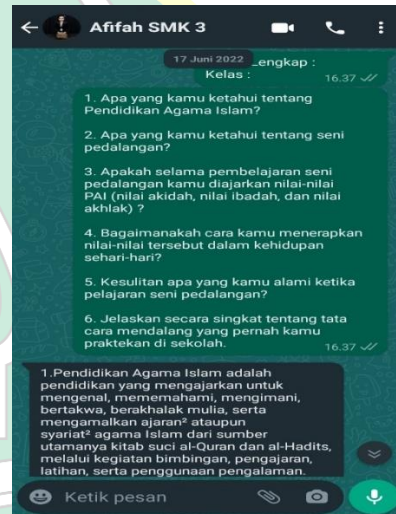 Afifah SMK 3
17 Juni 2022
engkap :
Kelas :
16.37
1. Apa yang kamu ketahui tentang
Pendidikan Agama Islam?
2. Apa yang kamu ketahui tentang seni
pedalangan?
3. Apakah selama pembelajaran seni
pedalangan kamu diajarkan nilai-nilai
PAI (nilai akidah, nilai ibadah, dan nilai
akhlak) ?
4. Bagaimanakah cara kamu menerapkan
nilai-nilai tersebut dalam kehidupan
sehari-hari?
5. Kesulitan apa yang kamu alami ketika
pelajaran seni pedalangan?
6. Jelaskan secara singkat tentang tata
cara mendalang yang pernah kamu
praktekan di sekolah.
16.37
1.Pendidikan Agama Islam adalah
pendidikan yang mengajarkan untuk
mengenal, mememahami, mengimani,
bertakwa, berakhalak mulia, serta
mengamalkan ajaran² ataupun
syariat² agama Islam dari sumber
utamanya kitab suci al-Quran dan al-Hadits,
melalui kegiatan bimbingan, pengajaran,
latihan, serta penggunaan pengalaman.
Ketik pesan